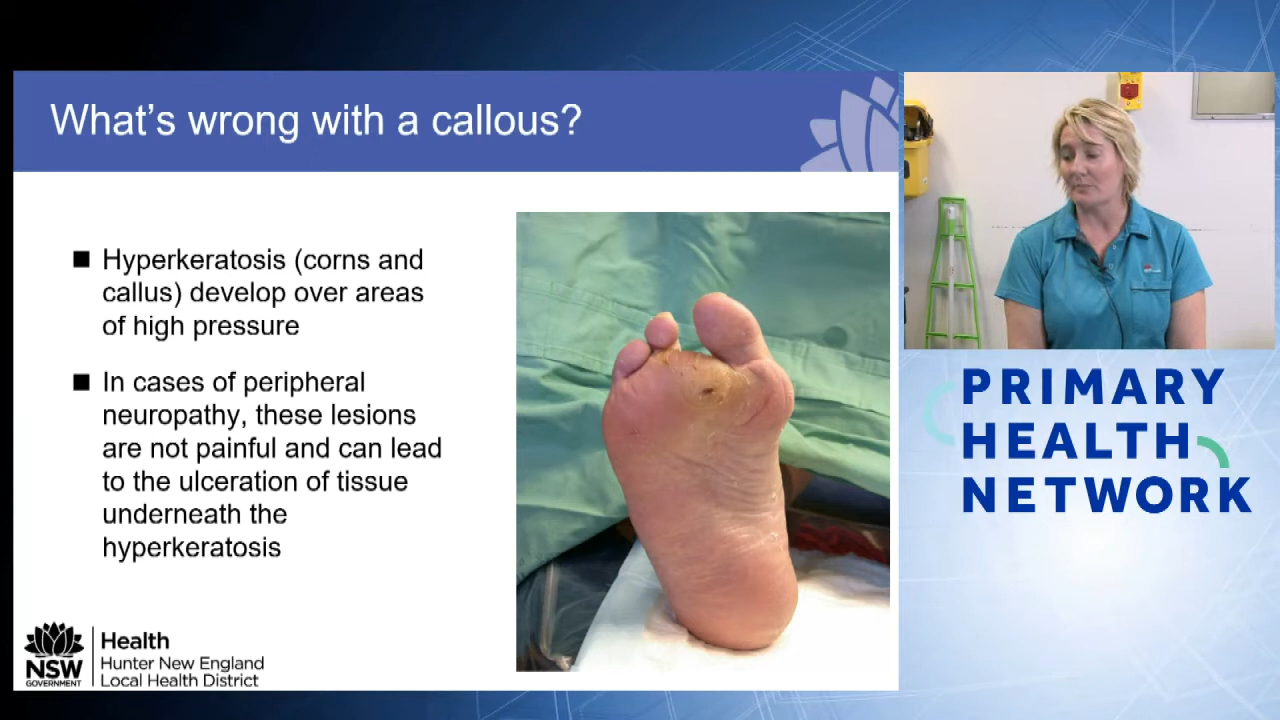 What's wrong with a callous?
■ Hyperkeratosis (corns and
callus) develop over areas
of high pressure
■ In cases of peripheral
neuropathy, these lesions
are not painful and can lead
to the ulceration of tissue
underneath the
hyperkeratosis
NSW
GOVERNMENT
Health
Hunter New England
Local Health District
PRIMARY
HEALTH
NETWORK